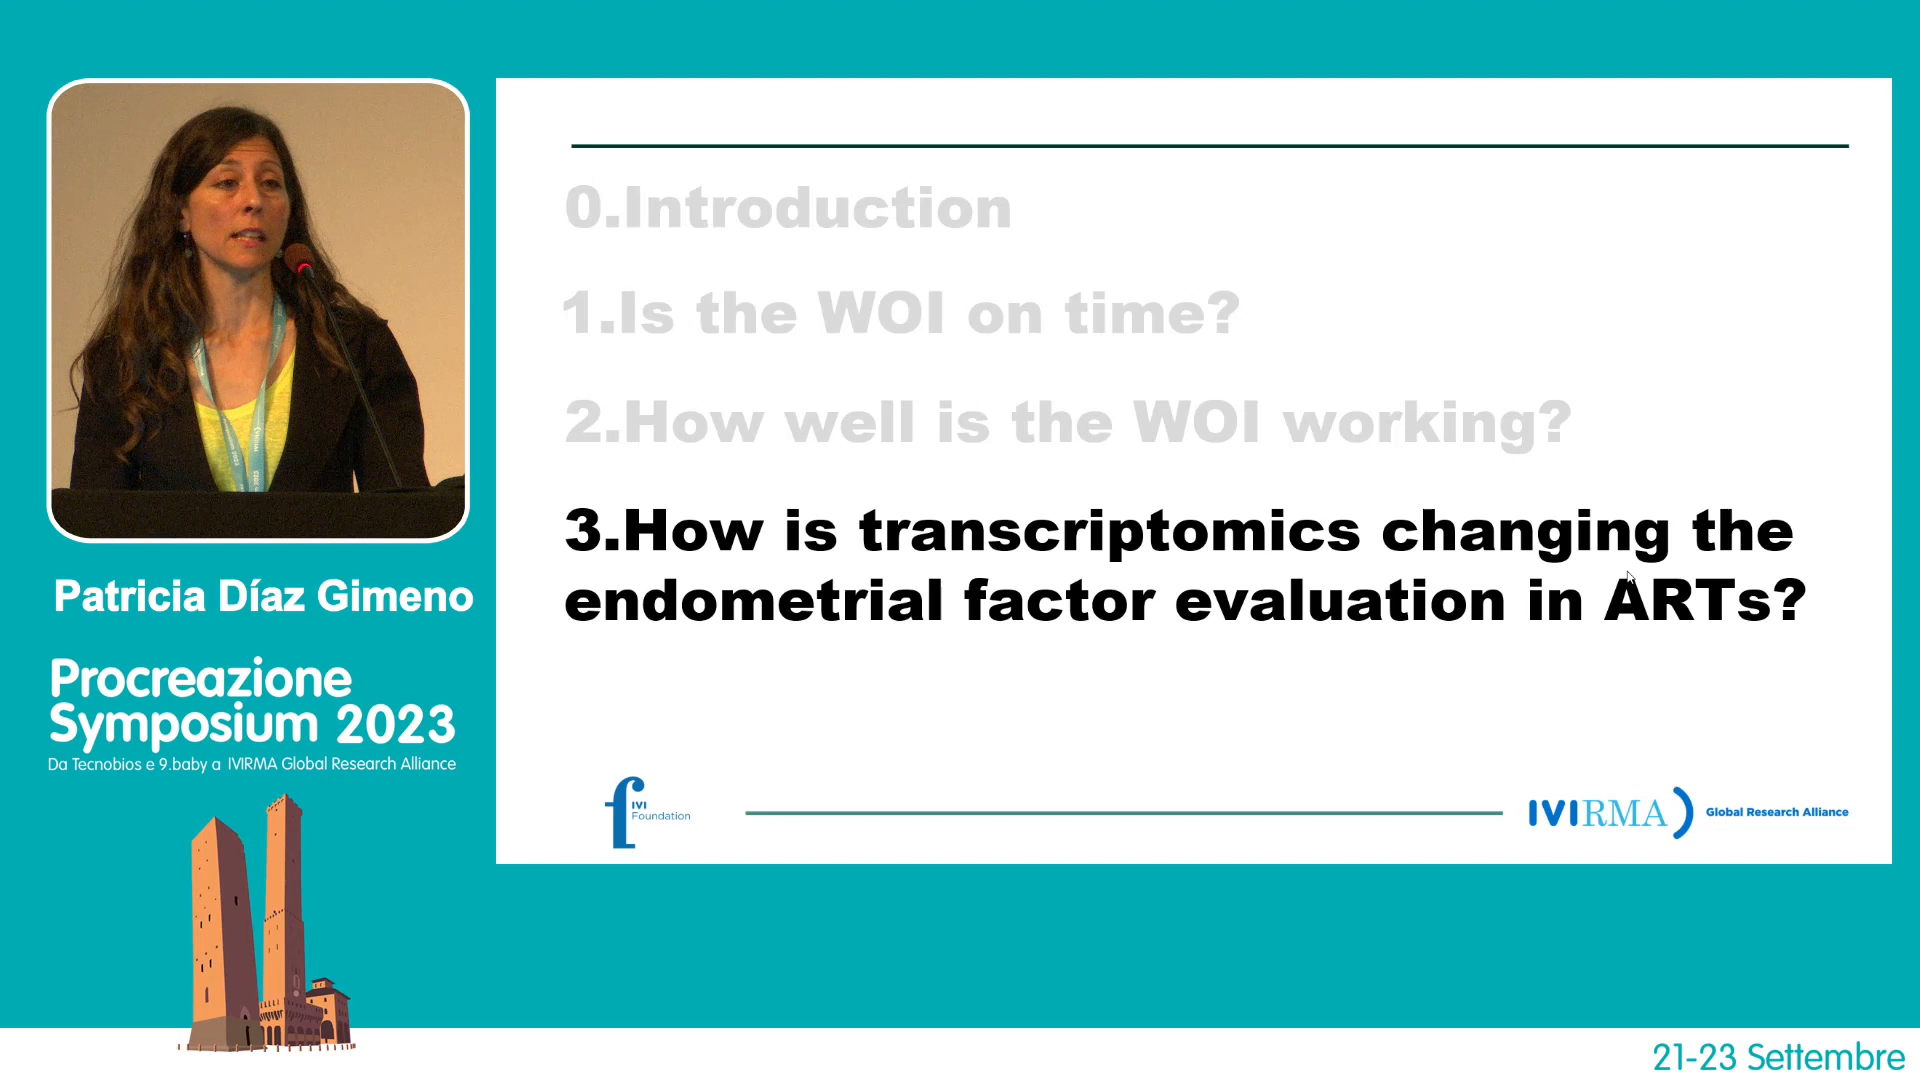 0.Introduction
1.Is the WOI on time?
2.How well is the WOI working?
3.How is transcriptomics changing the
endometrial factor evaluation in ARTs?
IVI
Foundation
IVIRMA Global Research Alliance
Patricia Díaz Gimeno
Procreazione
Symposium 2023
Da Tecnobios e 9.baby a IVIRMA Global Research Alliance
21-23 Settembre